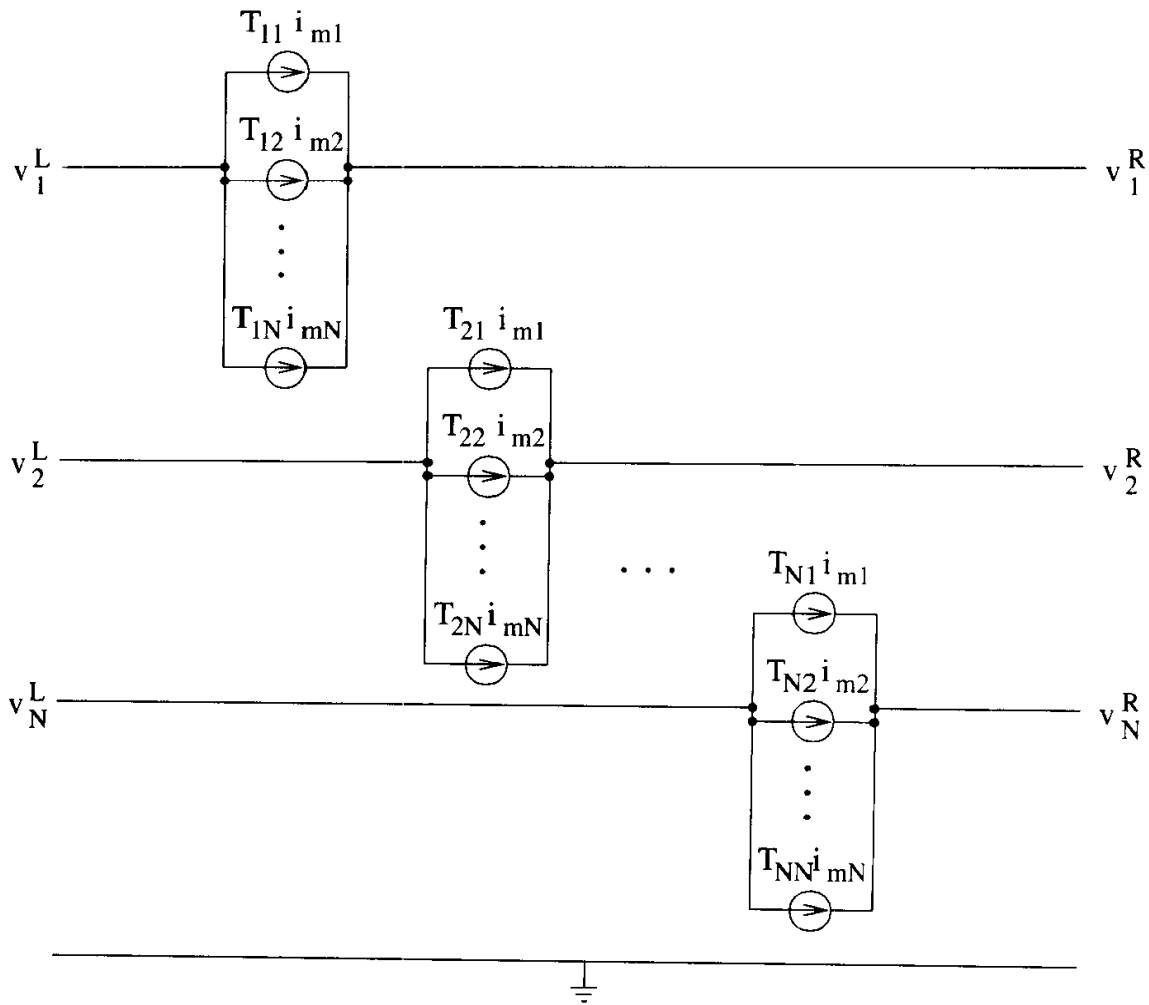 T11 im1
T12 im2
v1L
v1R
T1N imN
T21 im1
T22 im2
v2L
v2R
T2N imN
TN1 im1
TN2 im2
vNL
vNR
TNN imN